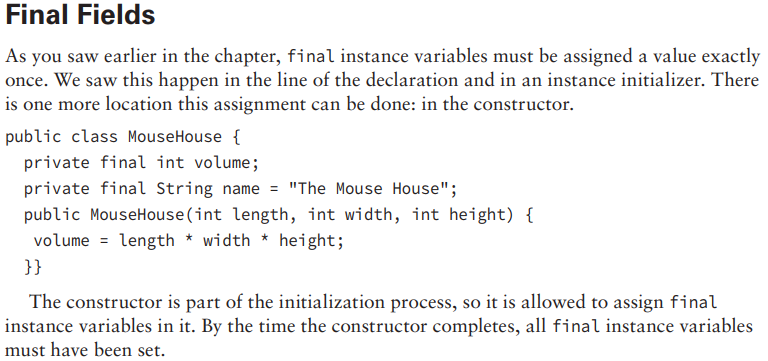 Final Fields
As you saw earlier in the chapter, final instance variables must be assigned a value exactly
once. We saw this happen in the line of the declaration and in an instance initializer. There
is one more location this assignment can be done: in the constructor.
public class MouseHouse {
  private final int volume;
  private final String name = "The Mouse House";
  public MouseHouse(int length, int width, int height) {
   volume = length * width * height;
  }}
The constructor is part of the initialization process, so it is allowed to assign final
instance variables in it. By the time the constructor completes, all final instance variables
must have been set.